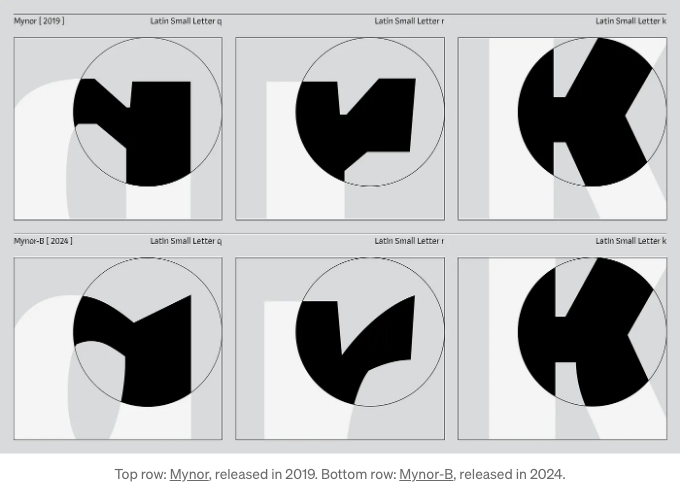 Mynor [ 2019 ] Latin Small Letter q Latin Small Letter r Latin Small Letter k
Mynor-B [ 2024 ] Latin Small Letter q Latin Small Letter r Latin Small Letter k
Top row: Mynor, released in 2019. Bottom row: Mynor-B, released in 2024.